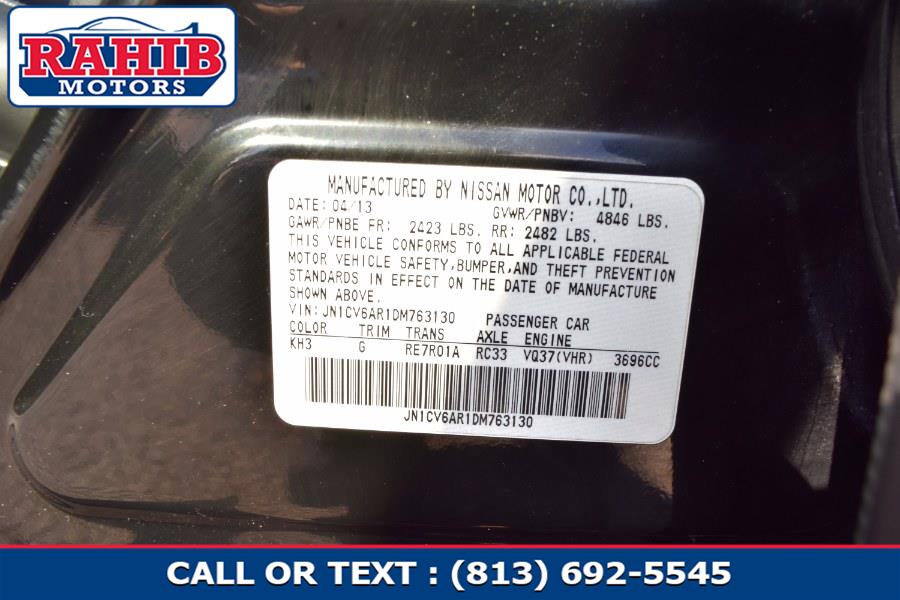 RAHIB
MOTORS
MANUFACTURED BY NISSAN MOTOR CO.,LTD.
DATE: 04/13 GVWR/PNBV: 4846 LBS.
GAWR/PNBE FR: 2423 LBS. RR: 2482 LBS.
THIS VEHICLE CONFORMS TO ALL APPLICABLE FEDERAL
MOTOR VEHICLE SAFETY,BUMPER,AND THEFT PREVENTION
STANDARDS IN EFFECT ON THE DATE OF MANUFACTURE
SHOWN ABOVE.
VIN: JN1CV6AR1DM763130 PASSENGER CAR
COLOR TRIM TRANS AXLE ENGINE
KH3 G RE7R01A RC33 VQ37(VHR) 3696CC
JN1CV6AR1DM763130
CALL OR TEXT : (813) 692-5545